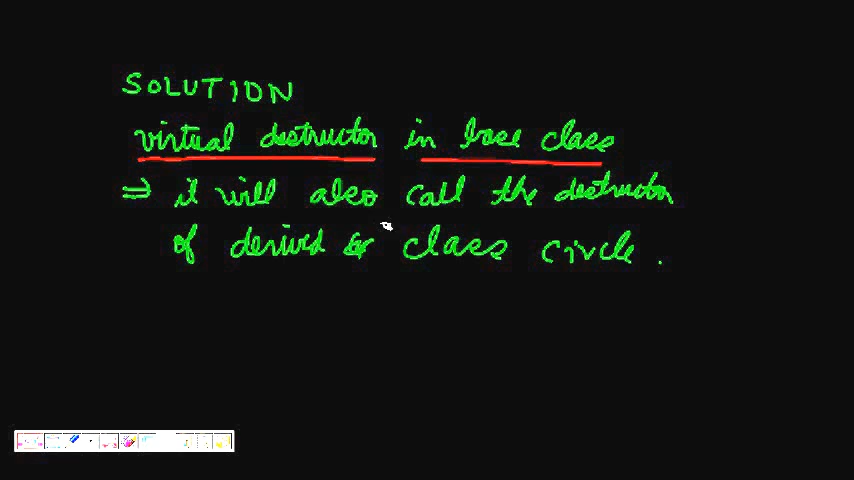 SOLUTION
virtual destructor in base class
⇒ it will also call the destructor
of derived class circle.